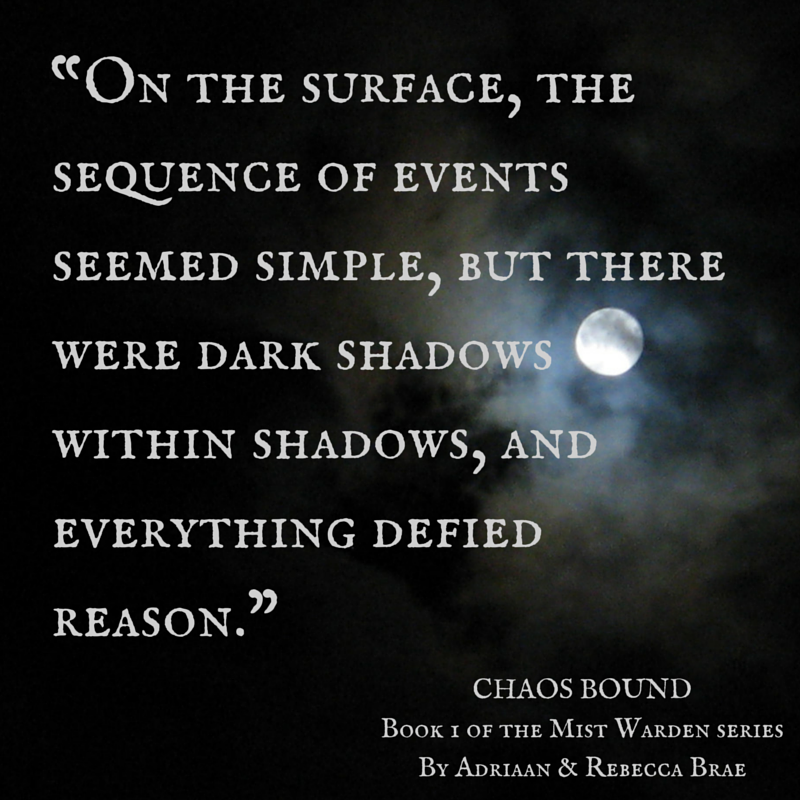 “On the surface, the
sequence of events
seemed simple, but there
were dark shadows
within shadows, and
everything defied
reason.”
CHAOS BOUND
Book 1 of the Mist Warden series
By Adriaan & Rebecca Brae